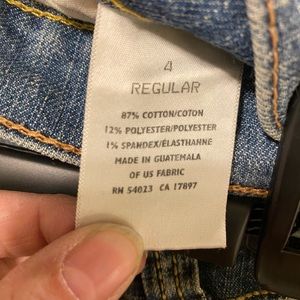 4
REGULAR
87% COTTON/COTON
12% POLYESTER/POLYESTER
1% SPANDEX/ÉLASTHANNE
MADE IN GUATEMALA
OF US FABRIC
RN 54023 CA 17897